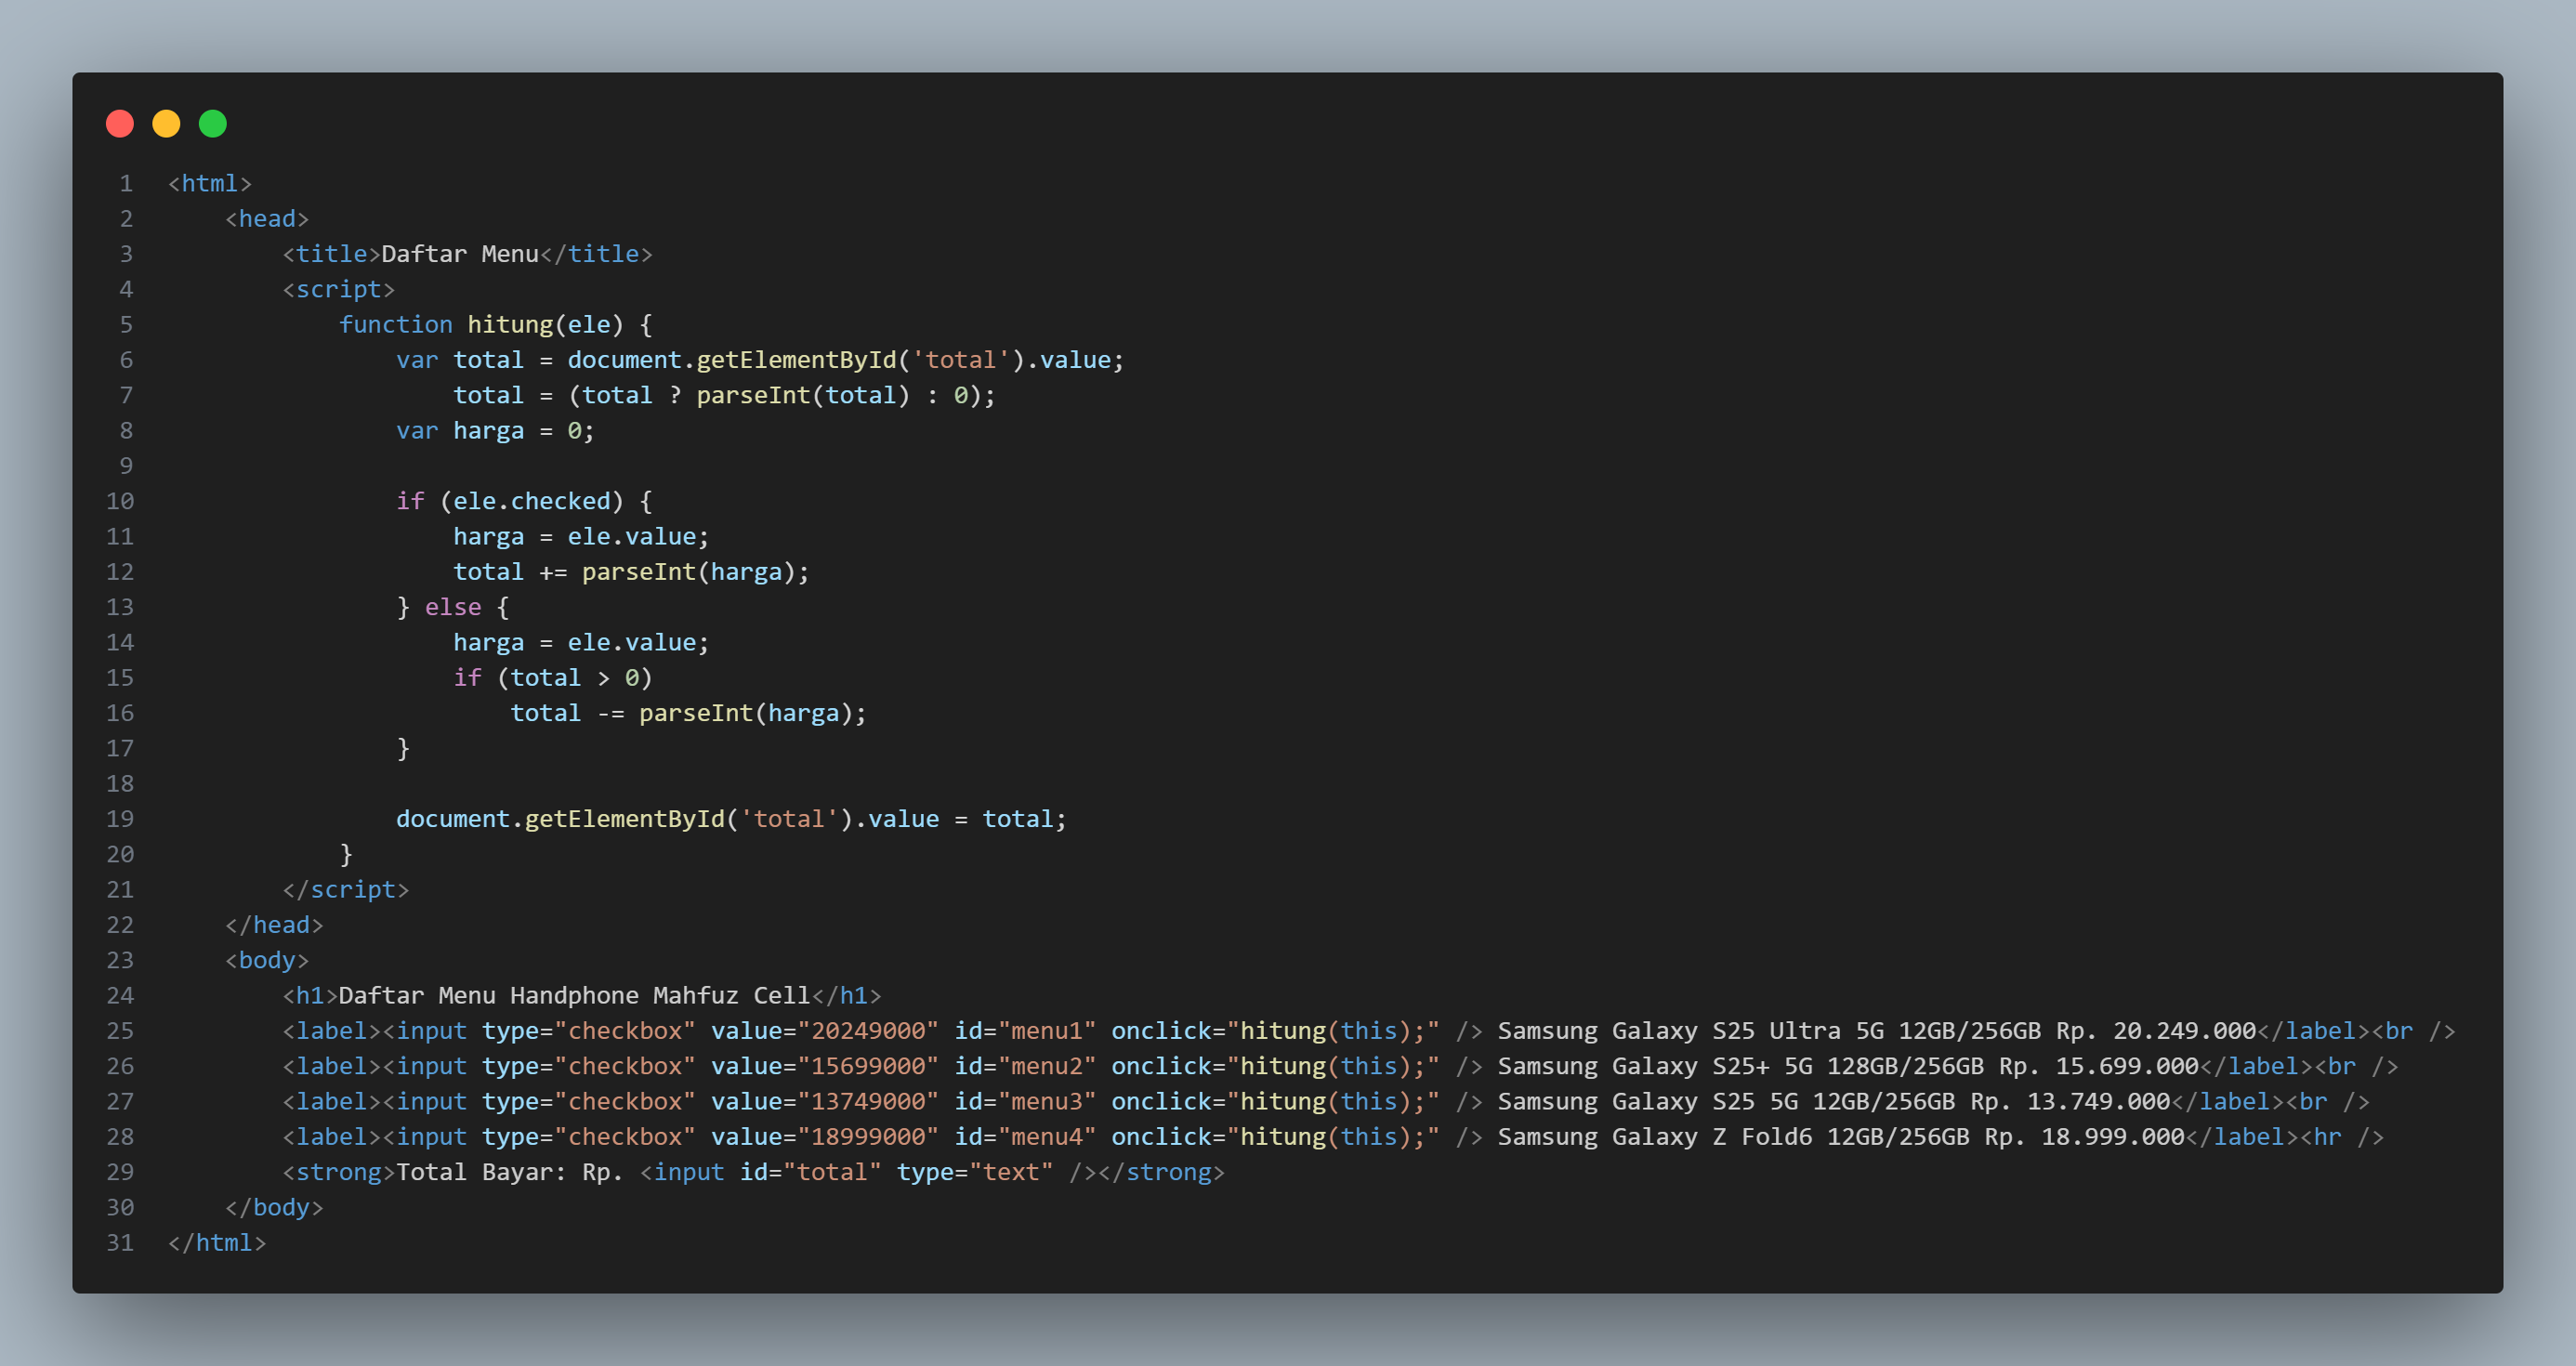 1 <html>
2     <head>
3         <title>Daftar Menu</title>
4         <script>
5             function hitung(ele) {
6                 var total = document.getElementById('total').value;
7                     total = (total ? parseInt(total) : 0);
8                 var harga = 0;
9
10                 if (ele.checked) {
11                     harga = ele.value;
12                     total += parseInt(harga);
13                 } else {
14                     harga = ele.value;
15                     if (total > 0)
16                         total -= parseInt(harga);
17                 }
18
19                 document.getElementById('total').value = total;
20             }
21         </script>
22     </head>
23     <body>
24         <h1>Daftar Menu Handphone Mahfuz Cell</h1>
25         <label><input type="checkbox" value="20249000" id="menu1" onclick="hitung(this);" /> Samsung Galaxy S25 Ultra 5G 12GB/256GB Rp. 20.249.000</label><br />
26         <label><input type="checkbox" value="15699000" id="menu2" onclick="hitung(this);" /> Samsung Galaxy S25+ 5G 128GB/256GB Rp. 15.699.000</label><br />
27         <label><input type="checkbox" value="13749000" id="menu3" onclick="hitung(this);" /> Samsung Galaxy S25 5G 12GB/256GB Rp. 13.749.000</label><br />
28         <label><input type="checkbox" value="18999000" id="menu4" onclick="hitung(this);" /> Samsung Galaxy Z Fold6 12GB/256GB Rp. 18.999.000</label><hr />
29         <strong>Total Bayar: Rp. <input id="total" type="text" /></strong>
30     </body>
31 </html>